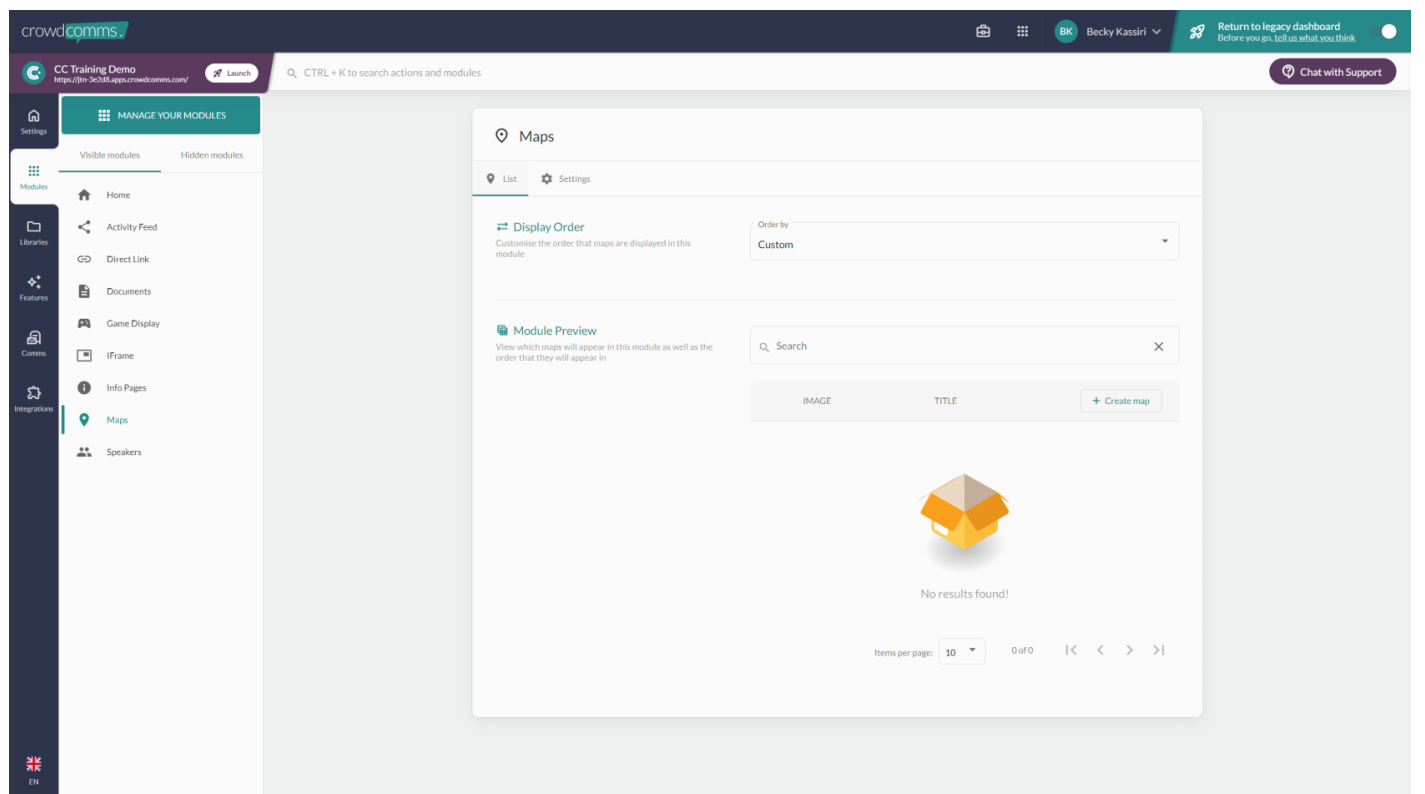 crowdcomms.
BK Becky Kassiri
Return to legacy dashboard
Before you go, tell us what you think
CC Training Demo
https://jtn-3e2d8.apps.crowdcomms.com/
Launch
CTRL + K to search actions and modules
Chat with Support
Settings
Modules
Libraries
Features
Comms
Integrations
EN
MANAGE YOUR MODULES
Visible modules Hidden modules
Home
Activity Feed
Direct Link
Documents
Game Display
IFrame
Info Pages
Maps
Speakers
Maps
List Settings
Display Order
Customise the order that maps are displayed in this
module
Order by
Custom
Module Preview
View which maps will appear in this module as well as the
order that they will appear in
Search
IMAGE TITLE + Create map
No results found!
Items per page: 10 0 of 0